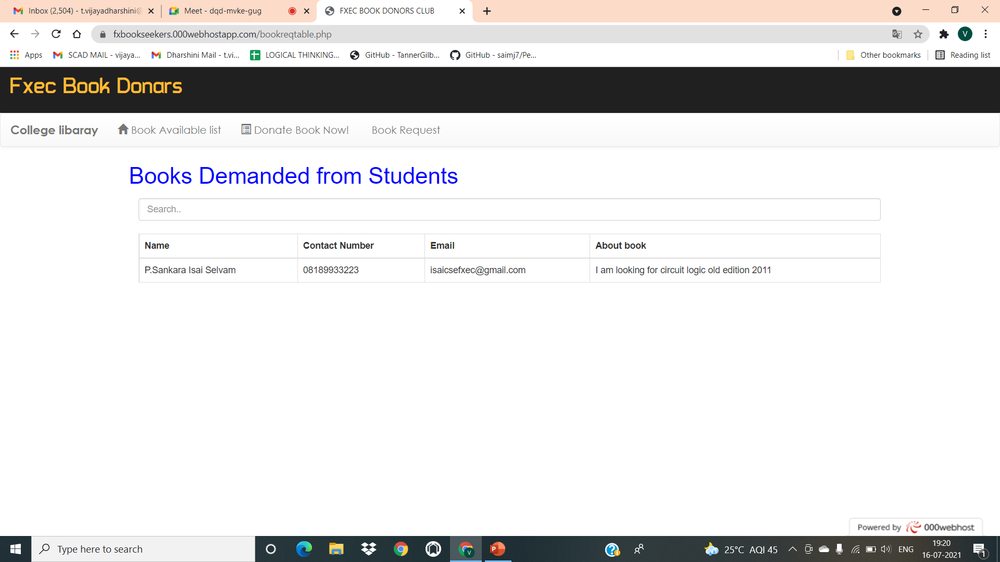 Inbox (2,504) - t.vijayadharshini@
Meet - dqd-mvke-gug
FXEC BOOK DONORS CLUB
fxbookseekers.000webhostapp.com/bookreqtable.php
V
Apps
SCAD MAIL - vijaya...
Dharshini Mail - t.vi...
LOGICAL THINKING...
GitHub - TannerGilb...
GitHub - saimj7/Pe...
Other bookmarks
Reading list
Fxec Book Donars
College libaray
Book Available list
Donate Book Now!
Book Request
Books Demanded from Students
Search..
Name Contact Number Email About book
P.Sankara Isai Selvam 08189933223 isaicsefxec@gmail.com I am looking for circuit logic old edition 2011
Powered by 000webhost
Type here to search
25°C AQI 45
ENG
19:20
16-07-2021
1